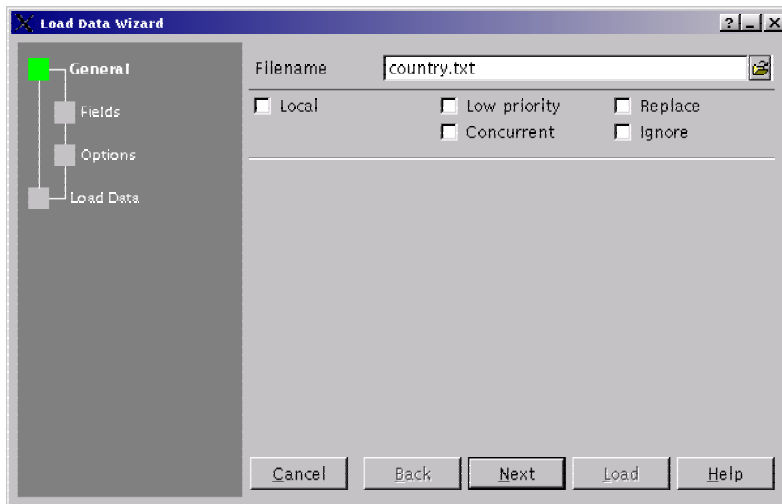 Load Data Wizard
General
Fields
Options
Load Data
Filename country.txt
Local Low priority Replace
Concurrent Ignore
Cancel Back Next Load Help